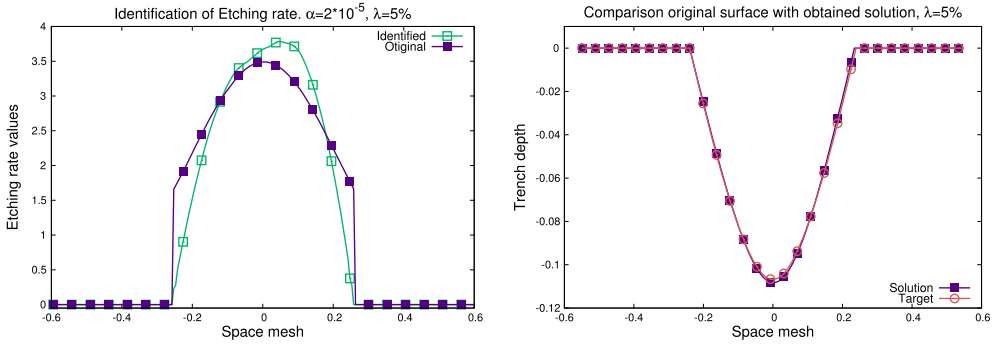 Identification of Etching rate. α=2*10^-5, λ=5%
Identified
Otiginal
Etching rate values
4
3.5
3
2.5
2
1.5
1
0.5
0
-0.6 -0.4 -0.2 0 0.2 0.4 0.6
Space mesh
Comparison original surface with obtained solution, λ=5%
Trench depth
0
-0.02
-0.04
-0.06
-0.08
-0.1
-0.12
Solution
Target
-0.6 -0.4 -0.2 0 0.2 0.4 0.6
Space mesh